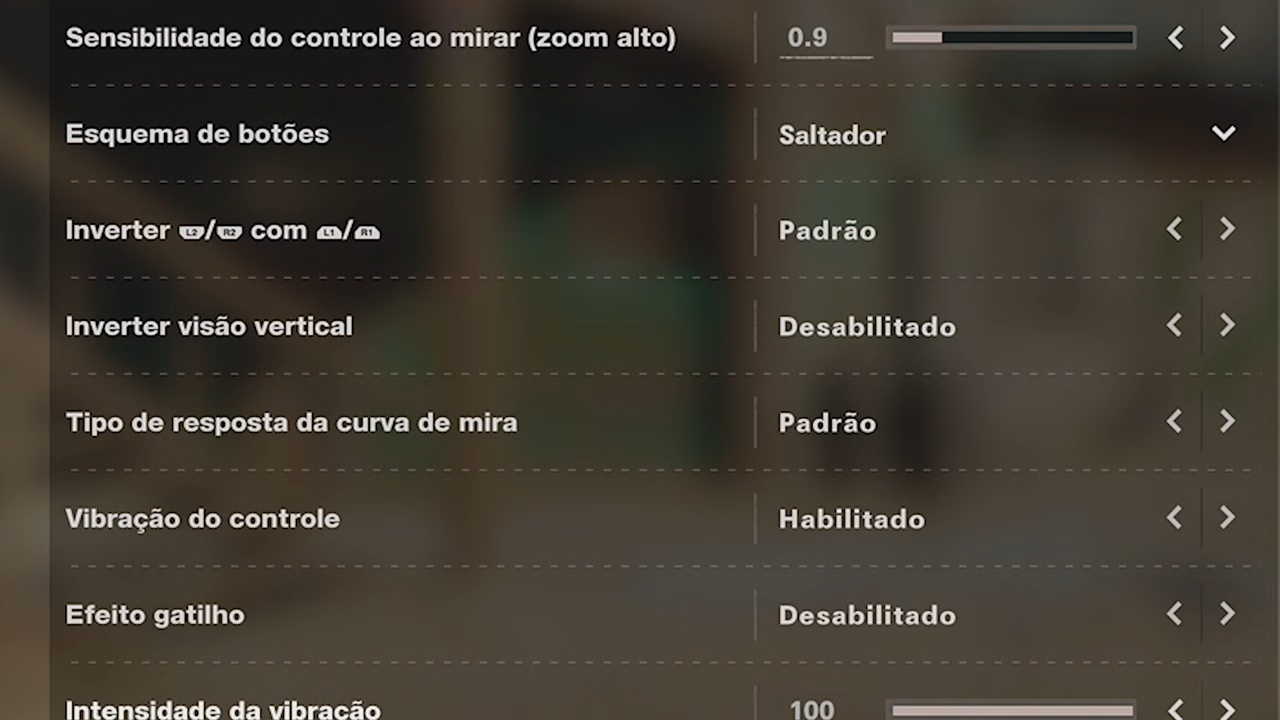 Sensibilidade do controle ao mirar (zoom alto) 0.9
Esquema de botões Saltador
Inverter L2/R2 com L1/R1 Padrão
Inverter visão vertical Desabilitado
Tipo de resposta da curva de mira Padrão
Vibração do controle Habilitado
Efeito gatilho Desabilitado
Intensidade da vibração 100